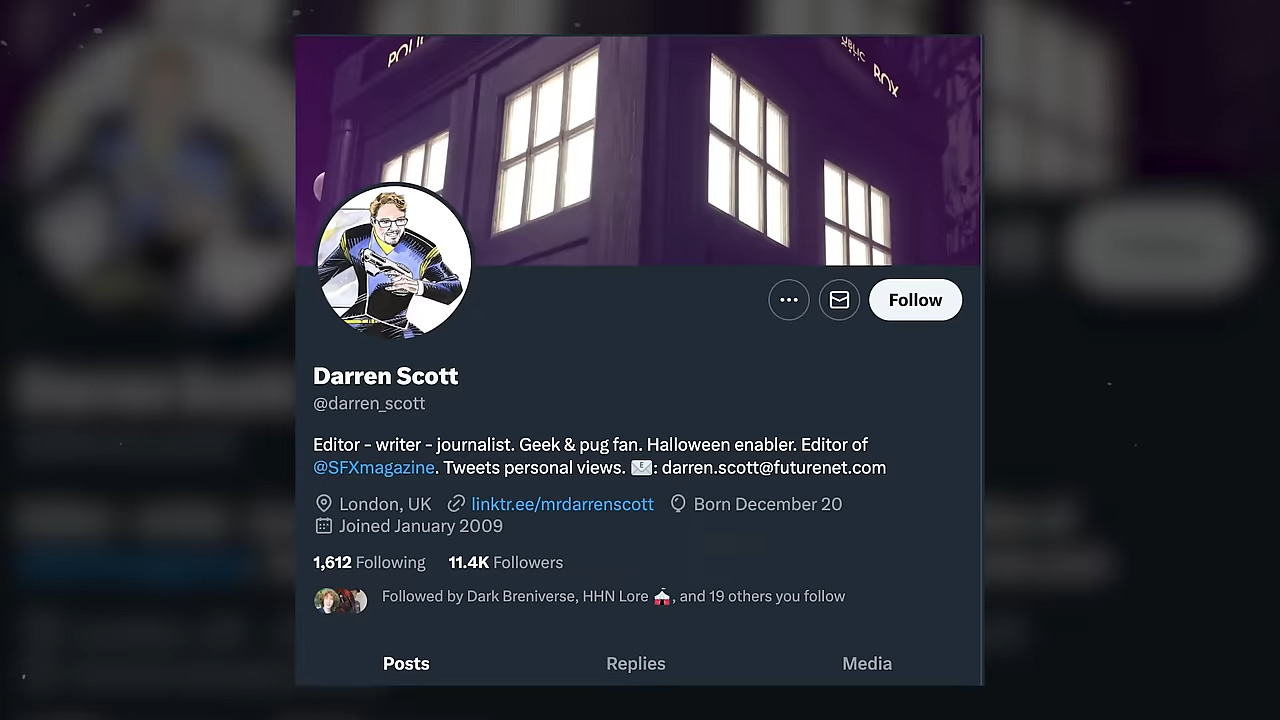 POLI
UBLIC
BOX
Follow
Darren Scott
@darren_scott
Editor - writer - journalist. Geek & pug fan. Halloween enabler. Editor of
@SFXmagazine. Tweets personal views. 📧: darren.scott@futurenet.com
London, UK linktr.ee/mrdarrenscott Born December 20
Joined January 2009
1,612 Following 11.4K Followers
Followed by Dark Breniverse, HHN Lore 🎪, and 19 others you follow
Posts Replies Media